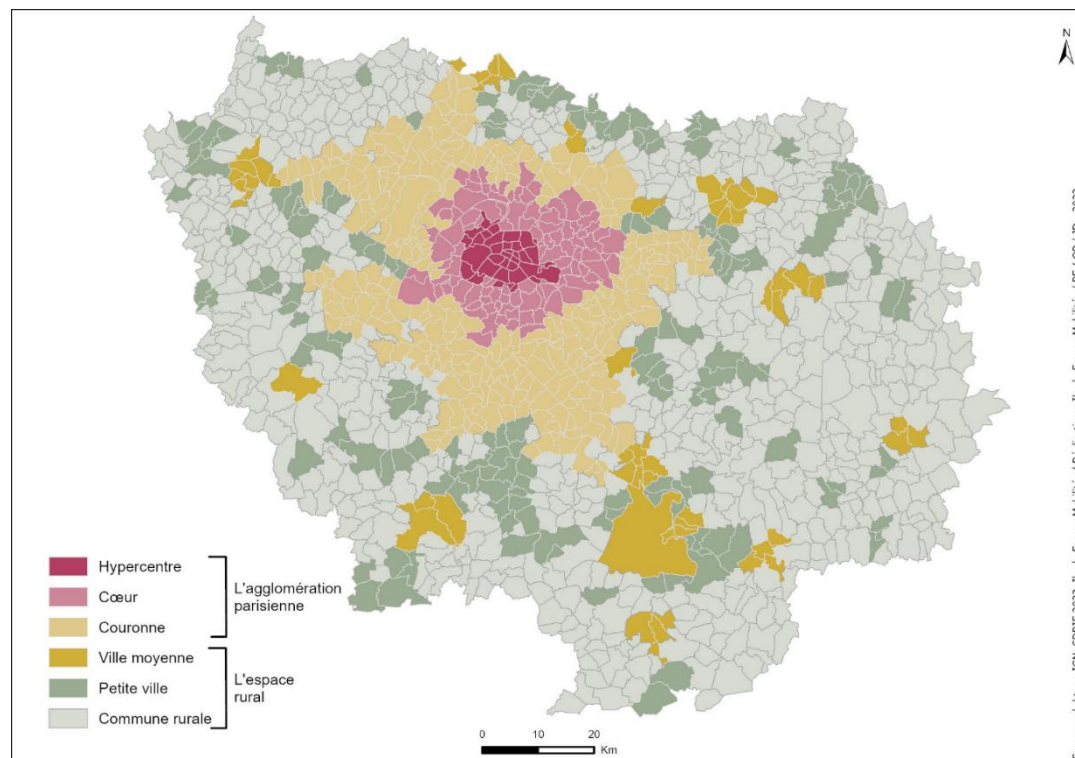 N
Hypercentre
Cœur
Couronne
L'agglomération
parisienne
Ville moyenne
Petite ville
Commune rurale
L'espace
rural
0 10 20
Km